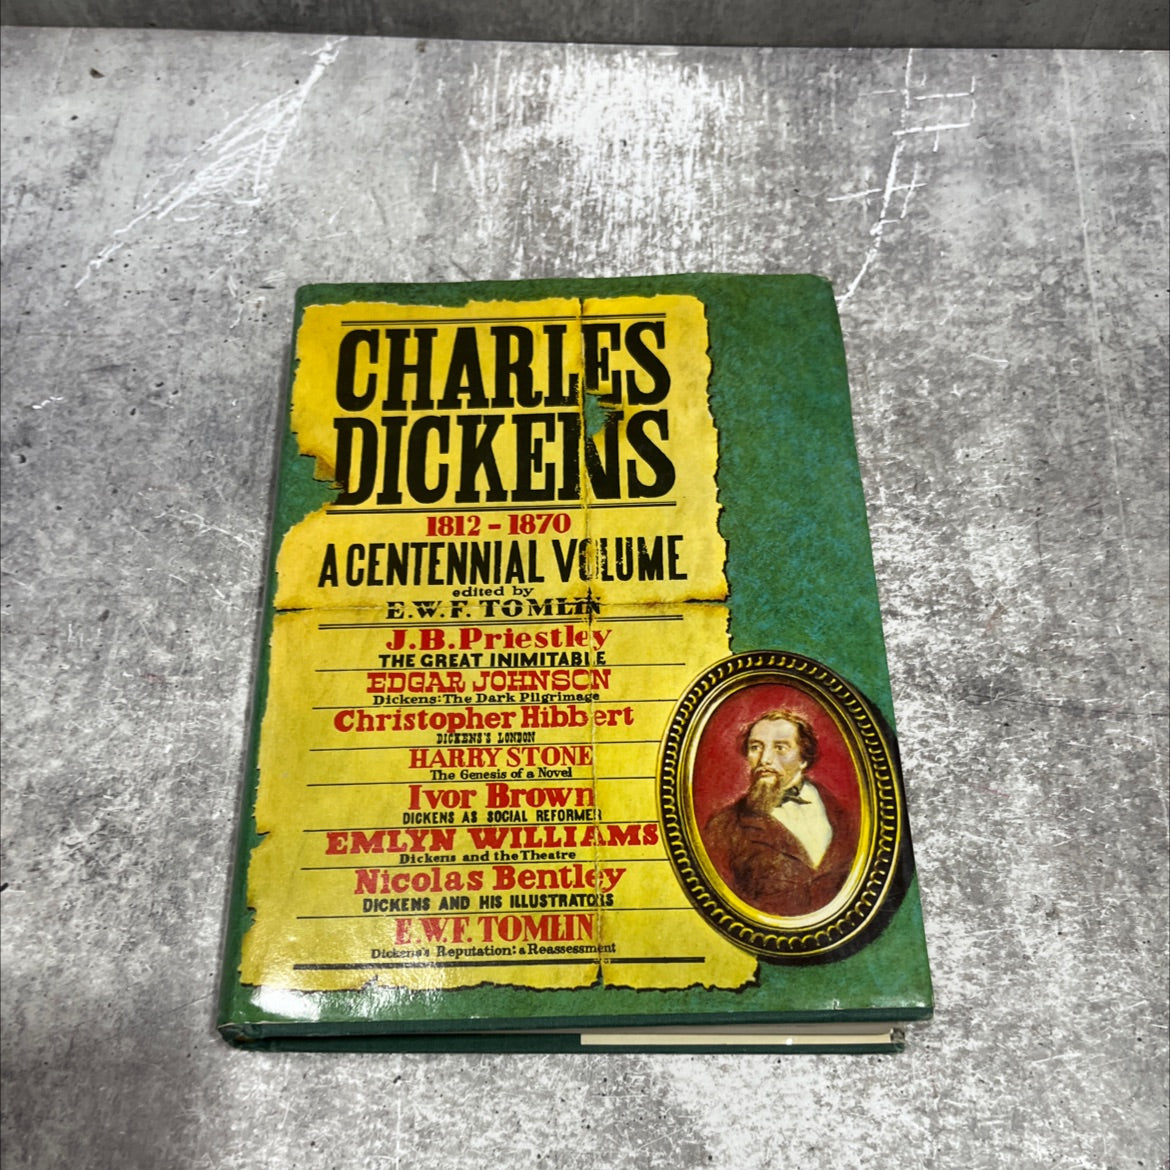 CHARLES
DICKENS
1812 - 1870
A CENTENNIAL VOLUME
edited by
E.W.F. TOMLIN
J.B.Priestley
THE GREAT INIMITABLE
EDGAR JOHNSON
Dickens: The Dark Pilgrimage
Christopher Hibbert
DICKENS'S LONDON
HARRY STONE
The Genesis of a Novel
Ivor Brown
DICKENS AS SOCIAL REFORMER
EMLYN WILLIAMS
Dickens and the Theatre
Nicolas Bentley
DICKENS AND HIS ILLUSTRATORS
E.W.F. TOMLIN
Dickens's Reputation: a Reassessment